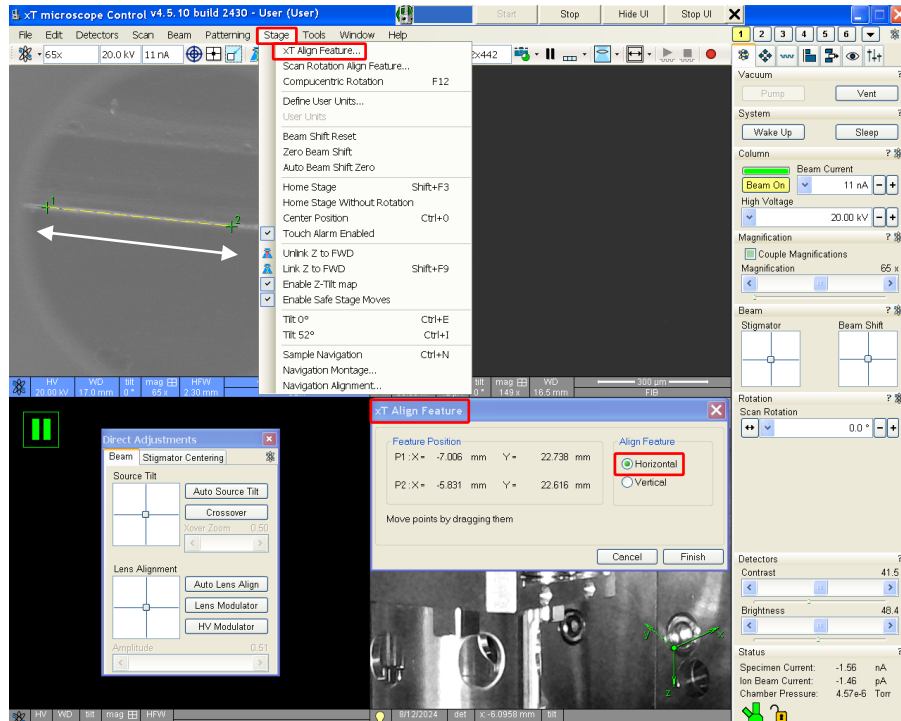 xT microscope Control v4.5.10 build 2430 - User (User)
Start Stop Hide UI Stop UI
File Edit Detectors Scan Beam Patterning Stage Tools Window Help
1 2 3 4 5 6
65x 20.0 kV 11 nA
xT Align Feature...
Scan Rotation Align Feature...
Compucentric Rotation F12
Define User Units...
User Units
Beam Shift Reset
Zero Beam Shift
Auto Beam Shift Zero
Home Stage Shift+F3
Home Stage Without Rotation
Center Position Ctrl+0
Touch Alarm Enabled
Unlink Z to FWD
Link Z to FWD Shift+F9
Enable Z-Tilt map
Enable Safe Stage Moves
Tilt 0° Ctrl+E
Tilt 52° Ctrl+I
Sample Navigation Ctrl+N
Navigation Montage...
Navigation Alignment...
1
2
HV WD tilt mag HFW
20.00 kV 17.0 mm 0° 65 x 2.30 mm
tilt mag WD 300 µm
0° 149 x 16.5 mm FIB
Vacuum ?
Pump Vent
System ?
Wake Up Sleep
Column ?
Beam Current
Beam On 11 nA
High Voltage
20.00 kV
Magnification ?
Couple Magnifications
Magnification 65 x
Beam ?
Stigmator Beam Shift
Rotation ?
Scan Rotation
0.0 °
Detectors ?
Contrast 41.5
Brightness 48.4
Status ?
Specimen Current: -1.56 nA
Ion Beam Current: -1.46 pA
Chamber Pressure: 4.57e-6 Torr
Direct Adjustments
Beam Stigmator Centering
Source Tilt
Auto Source Tilt
Crossover
Xover Zoom 0.50
Lens Alignment
Auto Lens Align
Lens Modulator
HV Modulator
Amplitude 0.51
xT Align Feature
Feature Position
P1 : X = -7.006 mm Y = 22.738 mm
P2 : X = -5.831 mm Y = 22.616 mm
Align Feature
Horizontal
Vertical
Move points by dragging them
Cancel Finish
y x
z
HV WD tilt mag HFW
8/12/2024 det x: -6.0958 mm tilt